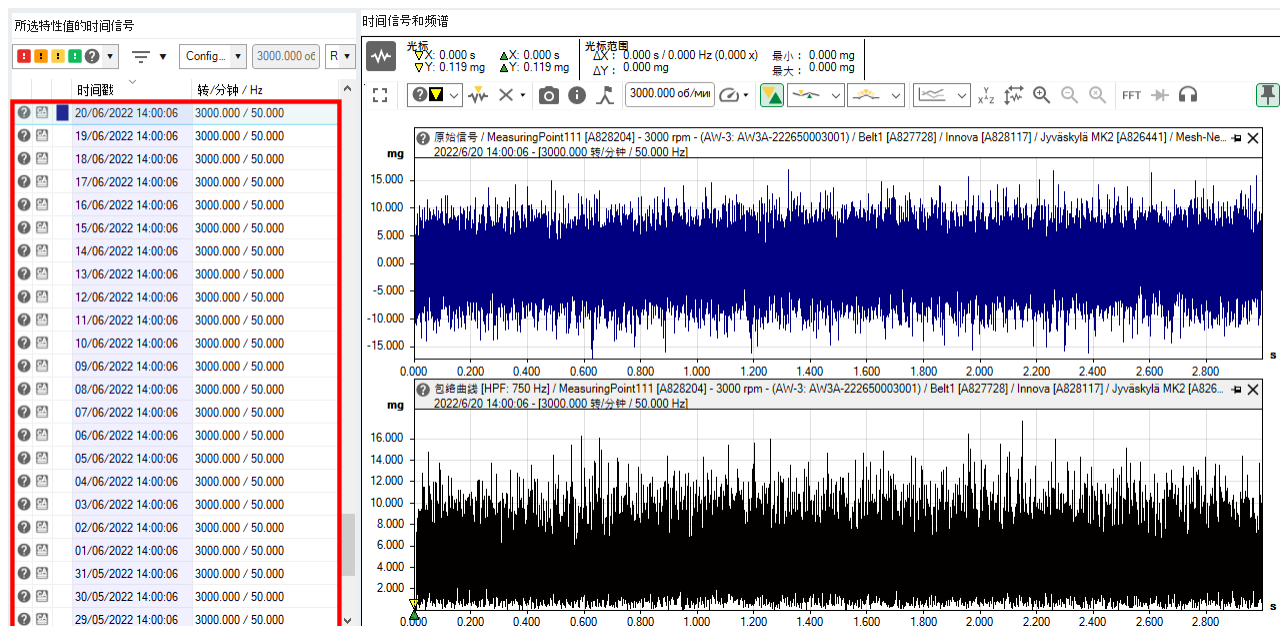 所选特性值的时间信号
Config...
3000.000 об
R
时间戳 转/分钟 / Hz
20/06/2022 14:00:06 3000.000 / 50.000
19/06/2022 14:00:06 3000.000 / 50.000
18/06/2022 14:00:06 3000.000 / 50.000
17/06/2022 14:00:06 3000.000 / 50.000
16/06/2022 14:00:06 3000.000 / 50.000
15/06/2022 14:00:06 3000.000 / 50.000
14/06/2022 14:00:06 3000.000 / 50.000
13/06/2022 14:00:06 3000.000 / 50.000
12/06/2022 14:00:06 3000.000 / 50.000
11/06/2022 14:00:06 3000.000 / 50.000
10/06/2022 14:00:06 3000.000 / 50.000
09/06/2022 14:00:06 3000.000 / 50.000
08/06/2022 14:00:06 3000.000 / 50.000
07/06/2022 14:00:06 3000.000 / 50.000
06/06/2022 14:00:06 3000.000 / 50.000
05/06/2022 14:00:06 3000.000 / 50.000
04/06/2022 14:00:06 3000.000 / 50.000
03/06/2022 14:00:06 3000.000 / 50.000
02/06/2022 14:00:06 3000.000 / 50.000
01/06/2022 14:00:06 3000.000 / 50.000
31/05/2022 14:00:06 3000.000 / 50.000
30/05/2022 14:00:06 3000.000 / 50.000
29/05/2022 14:00:06 3000.000 / 50.000
时间信号和频谱
光标
X: 0.000 s X: 0.000 s
Y: 0.119 mg Y: 0.119 mg
光标范围
ΔX： 0.000 s / 0.000 Hz (0,000 x) 最小： 0.000 mg
ΔY： 0.000 mg 最大： 0.000 mg
3000.000 об/мин
FFT
原始信号 / MeasuringPoint111 [A828204] - 3000 rpm - (AW-3: AW3A-222650003001) / Belt1 [A827728] / Innova [A828117] / Jyväskylä MK2 [A826441] / Mesh-Ne...
2022/6/20 14:00:06 - [3000.000 转/分钟 / 50.000 Hz]
mg
15.000
10.000
5.000
0.000
-5.000
-10.000
-15.000
0.000 0.200 0.400 0.600 0.800 1.000 1.200 1.400 1.600 1.800 2.000 2.200 2.400 2.600 2.800
s
包络曲线 [HPF: 750 Hz] / MeasuringPoint111 [A828204] - 3000 rpm - (AW-3: AW3A-222650003001) / Belt1 [A827728] / Innova [A828117] / Jyväskylä MK2 [A826...
2022/6/20 14:00:06 - [3000.000 转/分钟 / 50.000 Hz]
mg
16.000
14.000
12.000
10.000
8.000
6.000
4.000
2.000
0.000 0.200 0.400 0.600 0.800 1.000 1.200 1.400 1.600 1.800 2.000 2.200 2.400 2.600 2.800
s